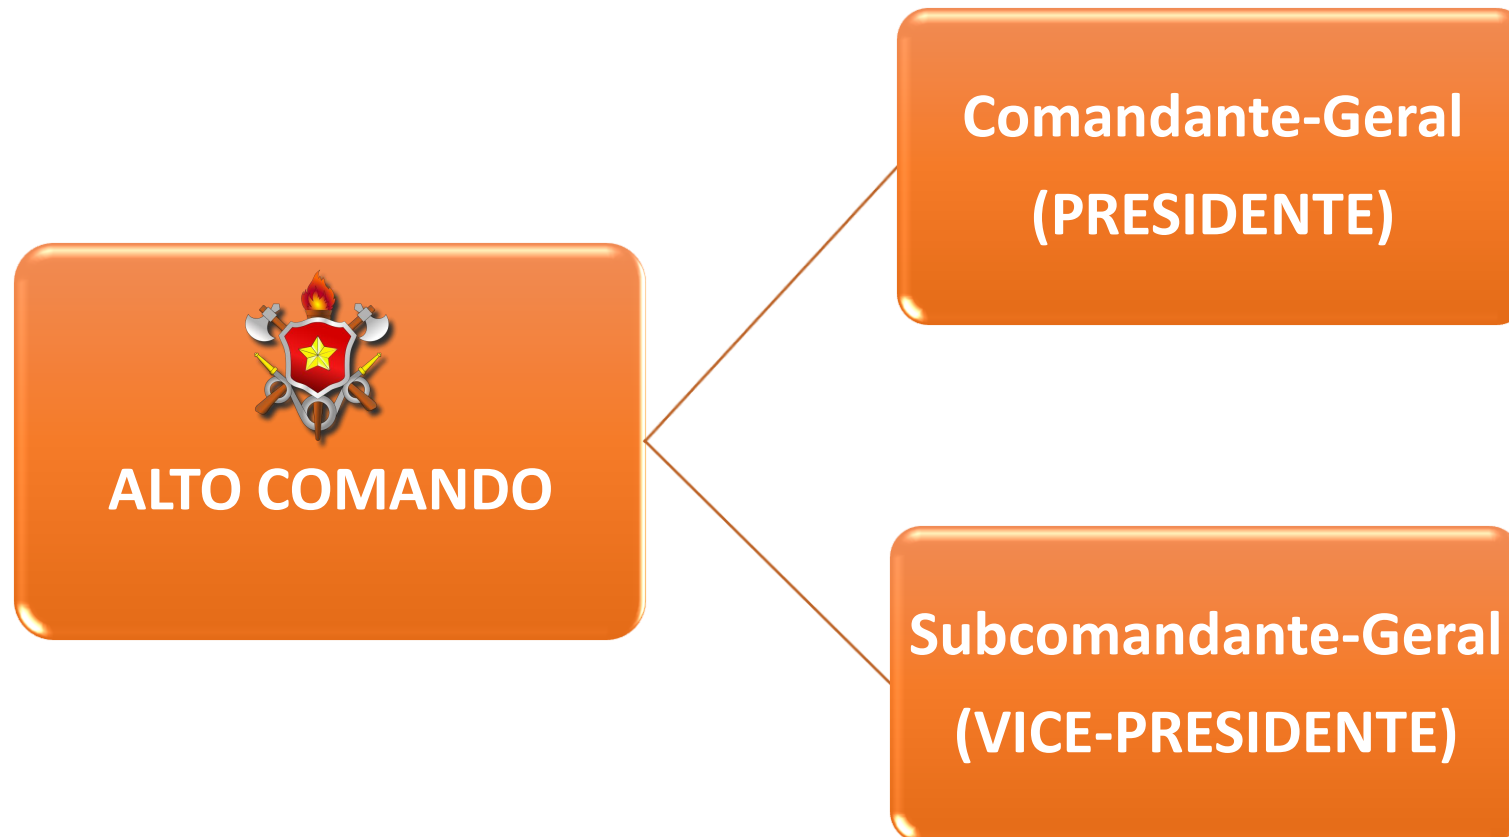 ALTO COMANDO
Comandante-Geral
(PRESIDENTE)
Subcomandante-Geral
(VICE-PRESIDENTE)